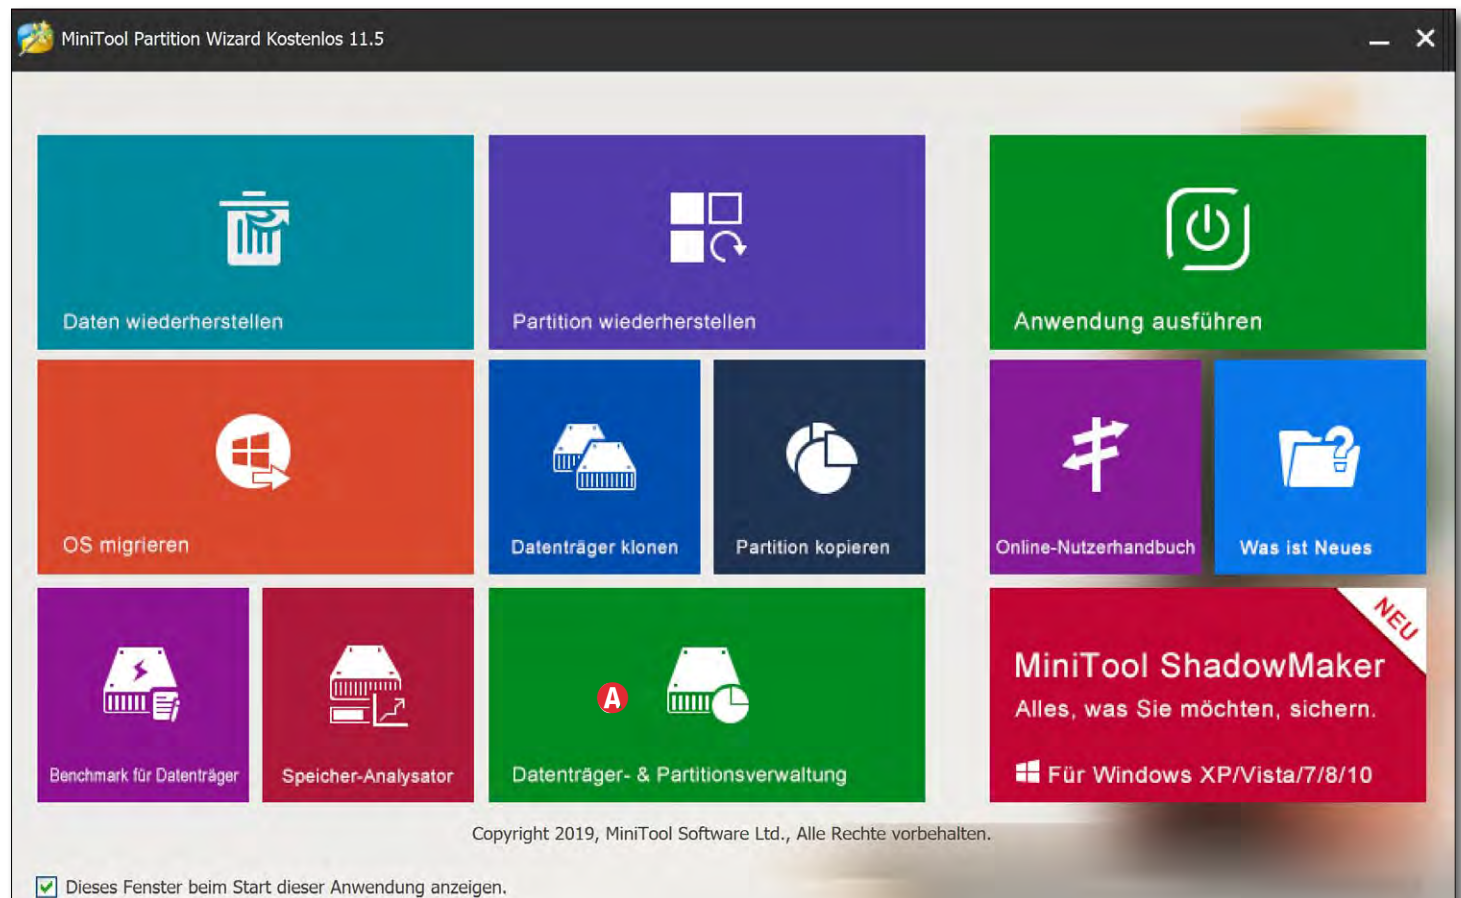 MiniTool Partition Wizard Kostenlos 11.5
Daten wiederherstellen
Partition wiederherstellen
Anwendung ausführen
OS migrieren
Datenträger klonen
Partition kopieren
Online-Nutzerhandbuch
Was ist Neues
Benchmark für Datenträger
Speicher-Analysator
A
Datenträger- & Partitionsverwaltung
NEU
MiniTool ShadowMaker
Alles, was Sie möchten, sichern.
Für Windows XP/Vista/7/8/10
Copyright 2019, MiniTool Software Ltd., Alle Rechte vorbehalten.
Dieses Fenster beim Start dieser Anwendung anzeigen.